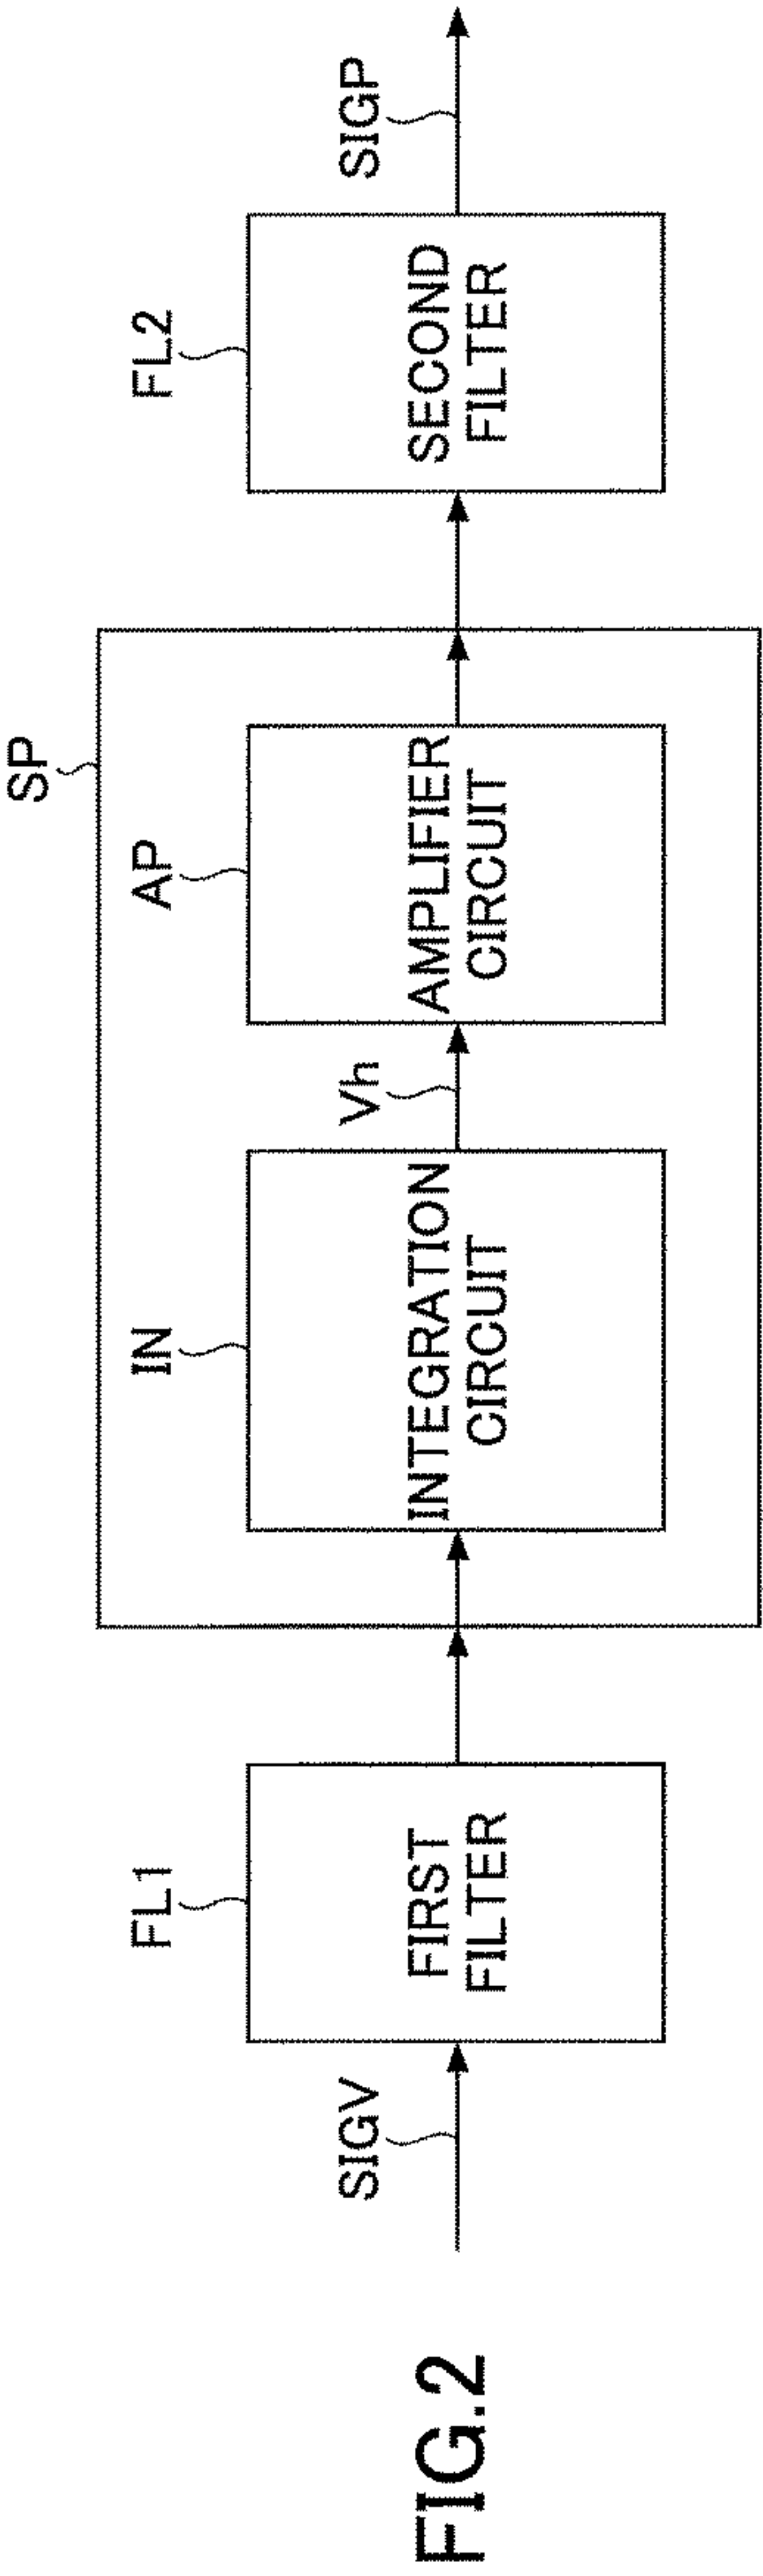 FIG.2
SP
FL1
IN
AP
FL2
SIGV
Vh
SIGP
FIRST
FILTER
INTEGRATION
CIRCUIT
AMPLIFIER
CIRCUIT
SECOND
FILTER